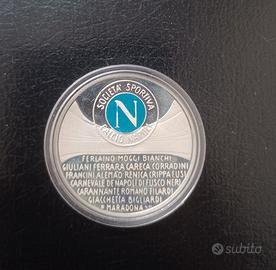 SOCIETA' SPORTIVA
N
CALCIO NAPOLI
FERLAINO MOGGI BIANCHI
GIULIANI FERRARA CARECA CORRADINI
FRANCINI ALEMÃO RENICA CRIPPA FUSI
CARNEVALE DE NAPOLI DI FUSCO NERI
CARANNANTE ROMANO FILARDI
GIACCHETTA BIGLIARDI
MARADONA
subito